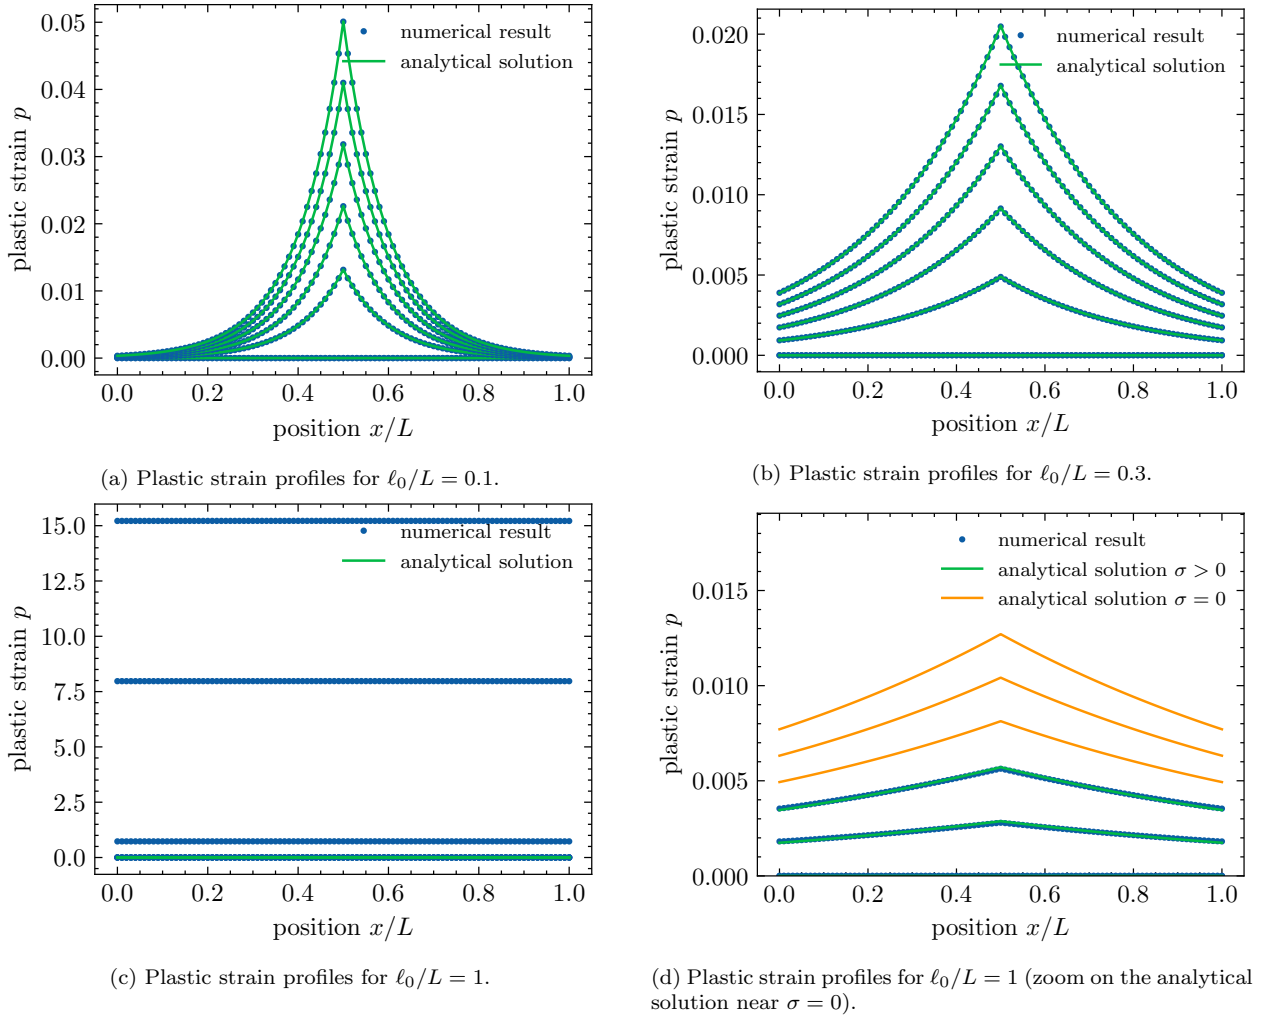 0.05
0.04
0.03
0.02
0.01
0.00
plastic strain p
numerical result
analytical solution
0.0 0.2 0.4 0.6 0.8 1.0
position x/L
(a) Plastic strain profiles for ℓ₀/L = 0.1.
0.020
0.015
0.010
0.005
0.000
plastic strain p
numerical result
analytical solution
0.0 0.2 0.4 0.6 0.8 1.0
position x/L
(b) Plastic strain profiles for ℓ₀/L = 0.3.
15.0
12.5
10.0
7.5
5.0
2.5
0.0
plastic strain p
numerical result
analytical solution
0.0 0.2 0.4 0.6 0.8 1.0
position x/L
(c) Plastic strain profiles for ℓ₀/L = 1.
0.015
0.010
0.005
0.000
plastic strain p
numerical result
analytical solution σ > 0
analytical solution σ = 0
0.0 0.2 0.4 0.6 0.8 1.0
position x/L
(d) Plastic strain profiles for ℓ₀/L = 1 (zoom on the analytical
solution near σ = 0).